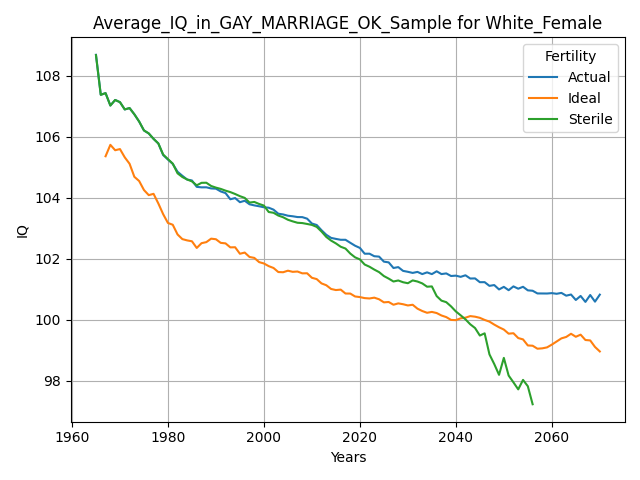 Average_IQ_in_GAY_MARRIAGE_OK_Sample for White_Female
Fertility
Actual
Ideal
Sterile
108
106
104
102
100
98
IQ
1960 1980 2000 2020 2040 2060
Years